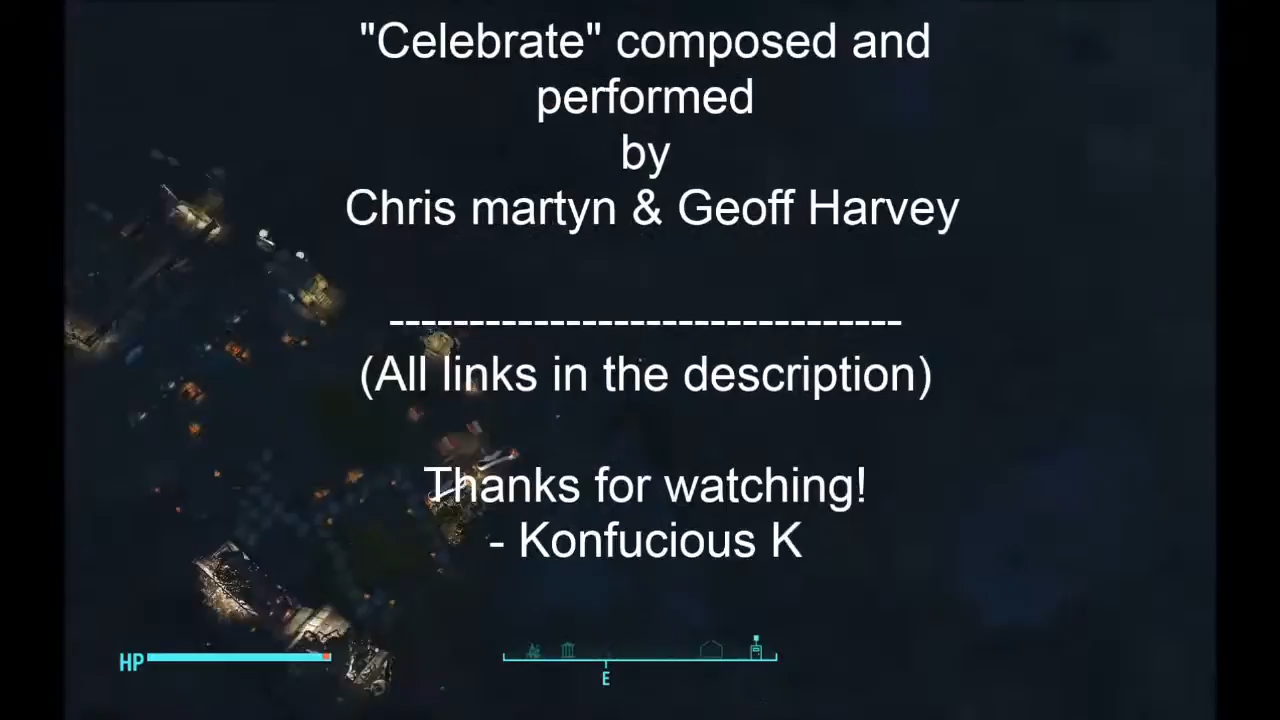 "Celebrate" composed and
performed
by
Chris martyn & Geoff Harvey
--------------------------------
(All links in the description)
Thanks for watching!
- Konfucious K
HP
E